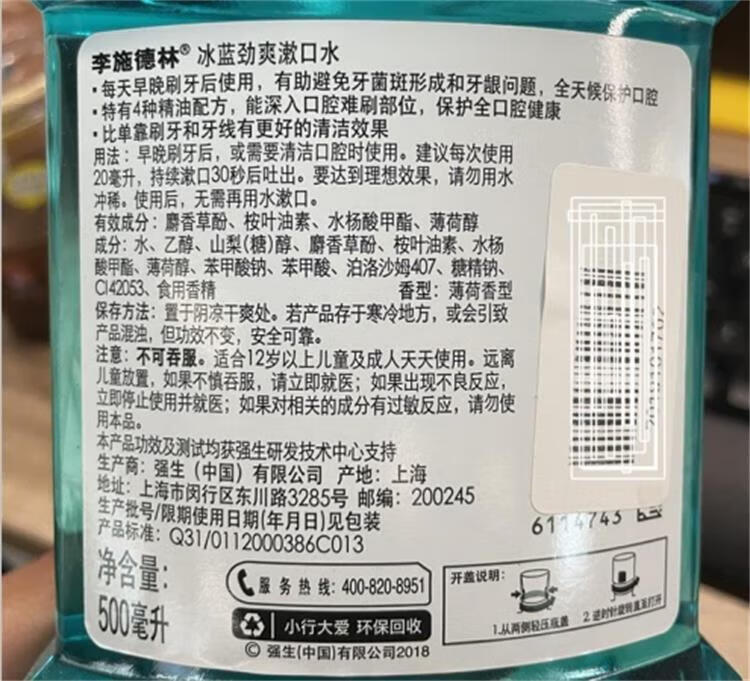 李施德林® 冰蓝劲爽漱口水
·每天早晚刷牙后使用，有助避免牙菌斑形成和牙龈问题，全天候保护口腔
·特有4种精油配方，能深入口腔难刷部位，保护全口腔健康
·比单靠刷牙和牙线有更好的清洁效果
用法：早晚刷牙后，或需要清洁口腔时使用。建议每次使用
20毫升，持续漱口30秒后吐出。要达到理想效果，请勿用水
冲稀。使用后，无需再用水漱口。
有效成分：麝香草酚、桉叶油素、水杨酸甲酯、薄荷醇
成分：水、乙醇、山梨(糖)醇、麝香草酚、桉叶油素、水杨
酸甲酯、薄荷醇、苯甲酸钠、苯甲酸、泊洛沙姆407、糖精钠、
CI42053、食用香精 香型：薄荷香型
保存方法：置于阴凉干爽处。若产品存于寒冷地方，或会引致
产品混浊，但功效不变，安全可靠。
注意：不可吞服。适合12岁以上儿童及成人天天使用。远离
儿童放置，如果不慎吞服，请立即就医；如果出现不良反应，
立即停止使用并就医；如果对相关的成分有过敏反应，请勿使
用本品。
本产品功效及测试均获强生研发技术中心支持
生产商：强生（中国）有限公司 产地：上海
地址：上海市闵行区东川路3285号 邮编：200245
生产批号/限期使用日期(年月日)见包装
产品标准：Q31/0112000386C013
6114743
净含量：
500毫升
服务热线：400-820-8951
小行大爱 环保回收
© 强生(中国)有限公司2018
开盖说明：
1.从两侧轻压瓶盖
2.逆时针旋转直至打开